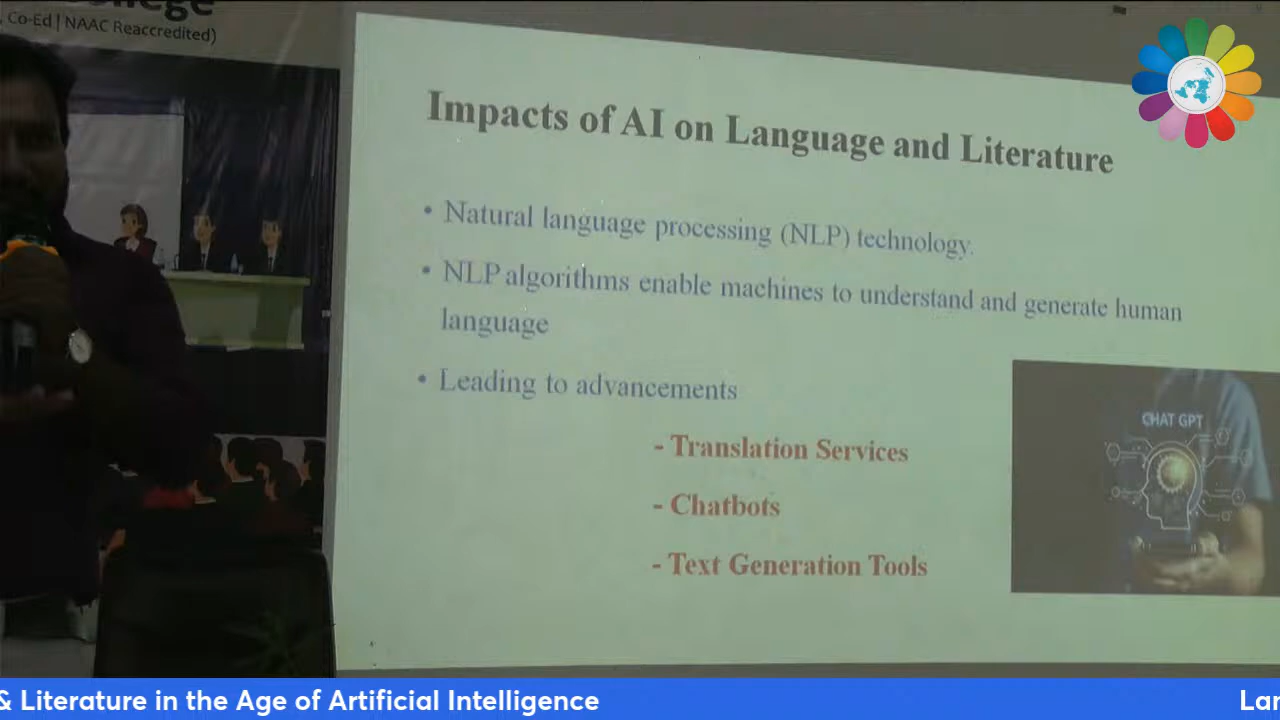 , Co-Ed | NAAC Reaccredited)
Impacts of AI on Language and Literature
• Natural language processing (NLP) technology.
• NLP algorithms enable machines to understand and generate human
language
• Leading to advancements
- Translation Services
- Chatbots
- Text Generation Tools
CHAT GPT
& Literature in the Age of Artificial Intelligence
Lar